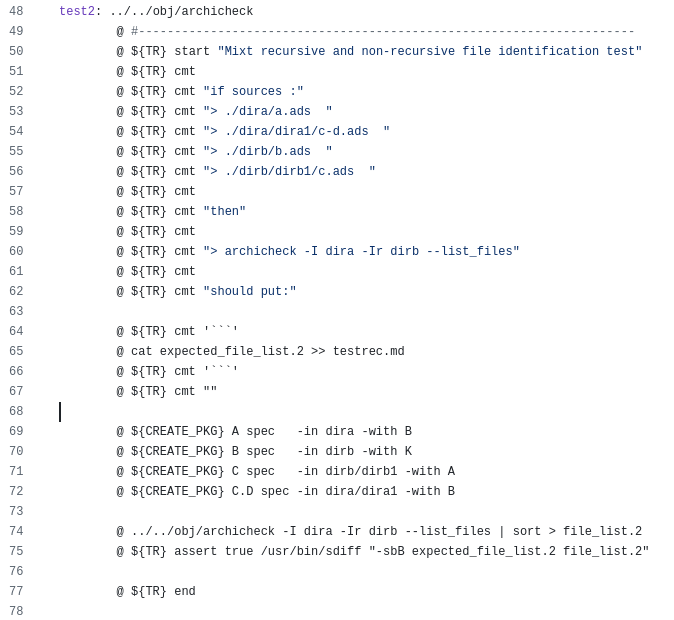 48 test2: ../../obj/archicheck
49 @ #---------------------------------------------------------------------
50 @ ${TR} start "Mixt recursive and non-recursive file identification test"
51 @ ${TR} cmt
52 @ ${TR} cmt "if sources :"
53 @ ${TR} cmt "> ./dira/a.ads  "
54 @ ${TR} cmt "> ./dira/dira1/c-d.ads  "
55 @ ${TR} cmt "> ./dirb/b.ads  "
56 @ ${TR} cmt "> ./dirb/dirb1/c.ads  "
57 @ ${TR} cmt
58 @ ${TR} cmt "then"
59 @ ${TR} cmt
60 @ ${TR} cmt "> archicheck -I dira -Ir dirb --list_files"
61 @ ${TR} cmt
62 @ ${TR} cmt "should put:"
63
64 @ ${TR} cmt '```'
65 @ cat expected_file_list.2 >> testrec.md
66 @ ${TR} cmt '```'
67 @ ${TR} cmt ""
68
69 @ ${CREATE_PKG} A spec   -in dira -with B
70 @ ${CREATE_PKG} B spec   -in dirb -with K
71 @ ${CREATE_PKG} C spec   -in dirb/dirb1 -with A
72 @ ${CREATE_PKG} C.D spec -in dira/dira1 -with B
73
74 @ ../../obj/archicheck -I dira -Ir dirb --list_files | sort > file_list.2
75 @ ${TR} assert true /usr/bin/sdiff "-sbB expected_file_list.2 file_list.2"
76
77 @ ${TR} end
78